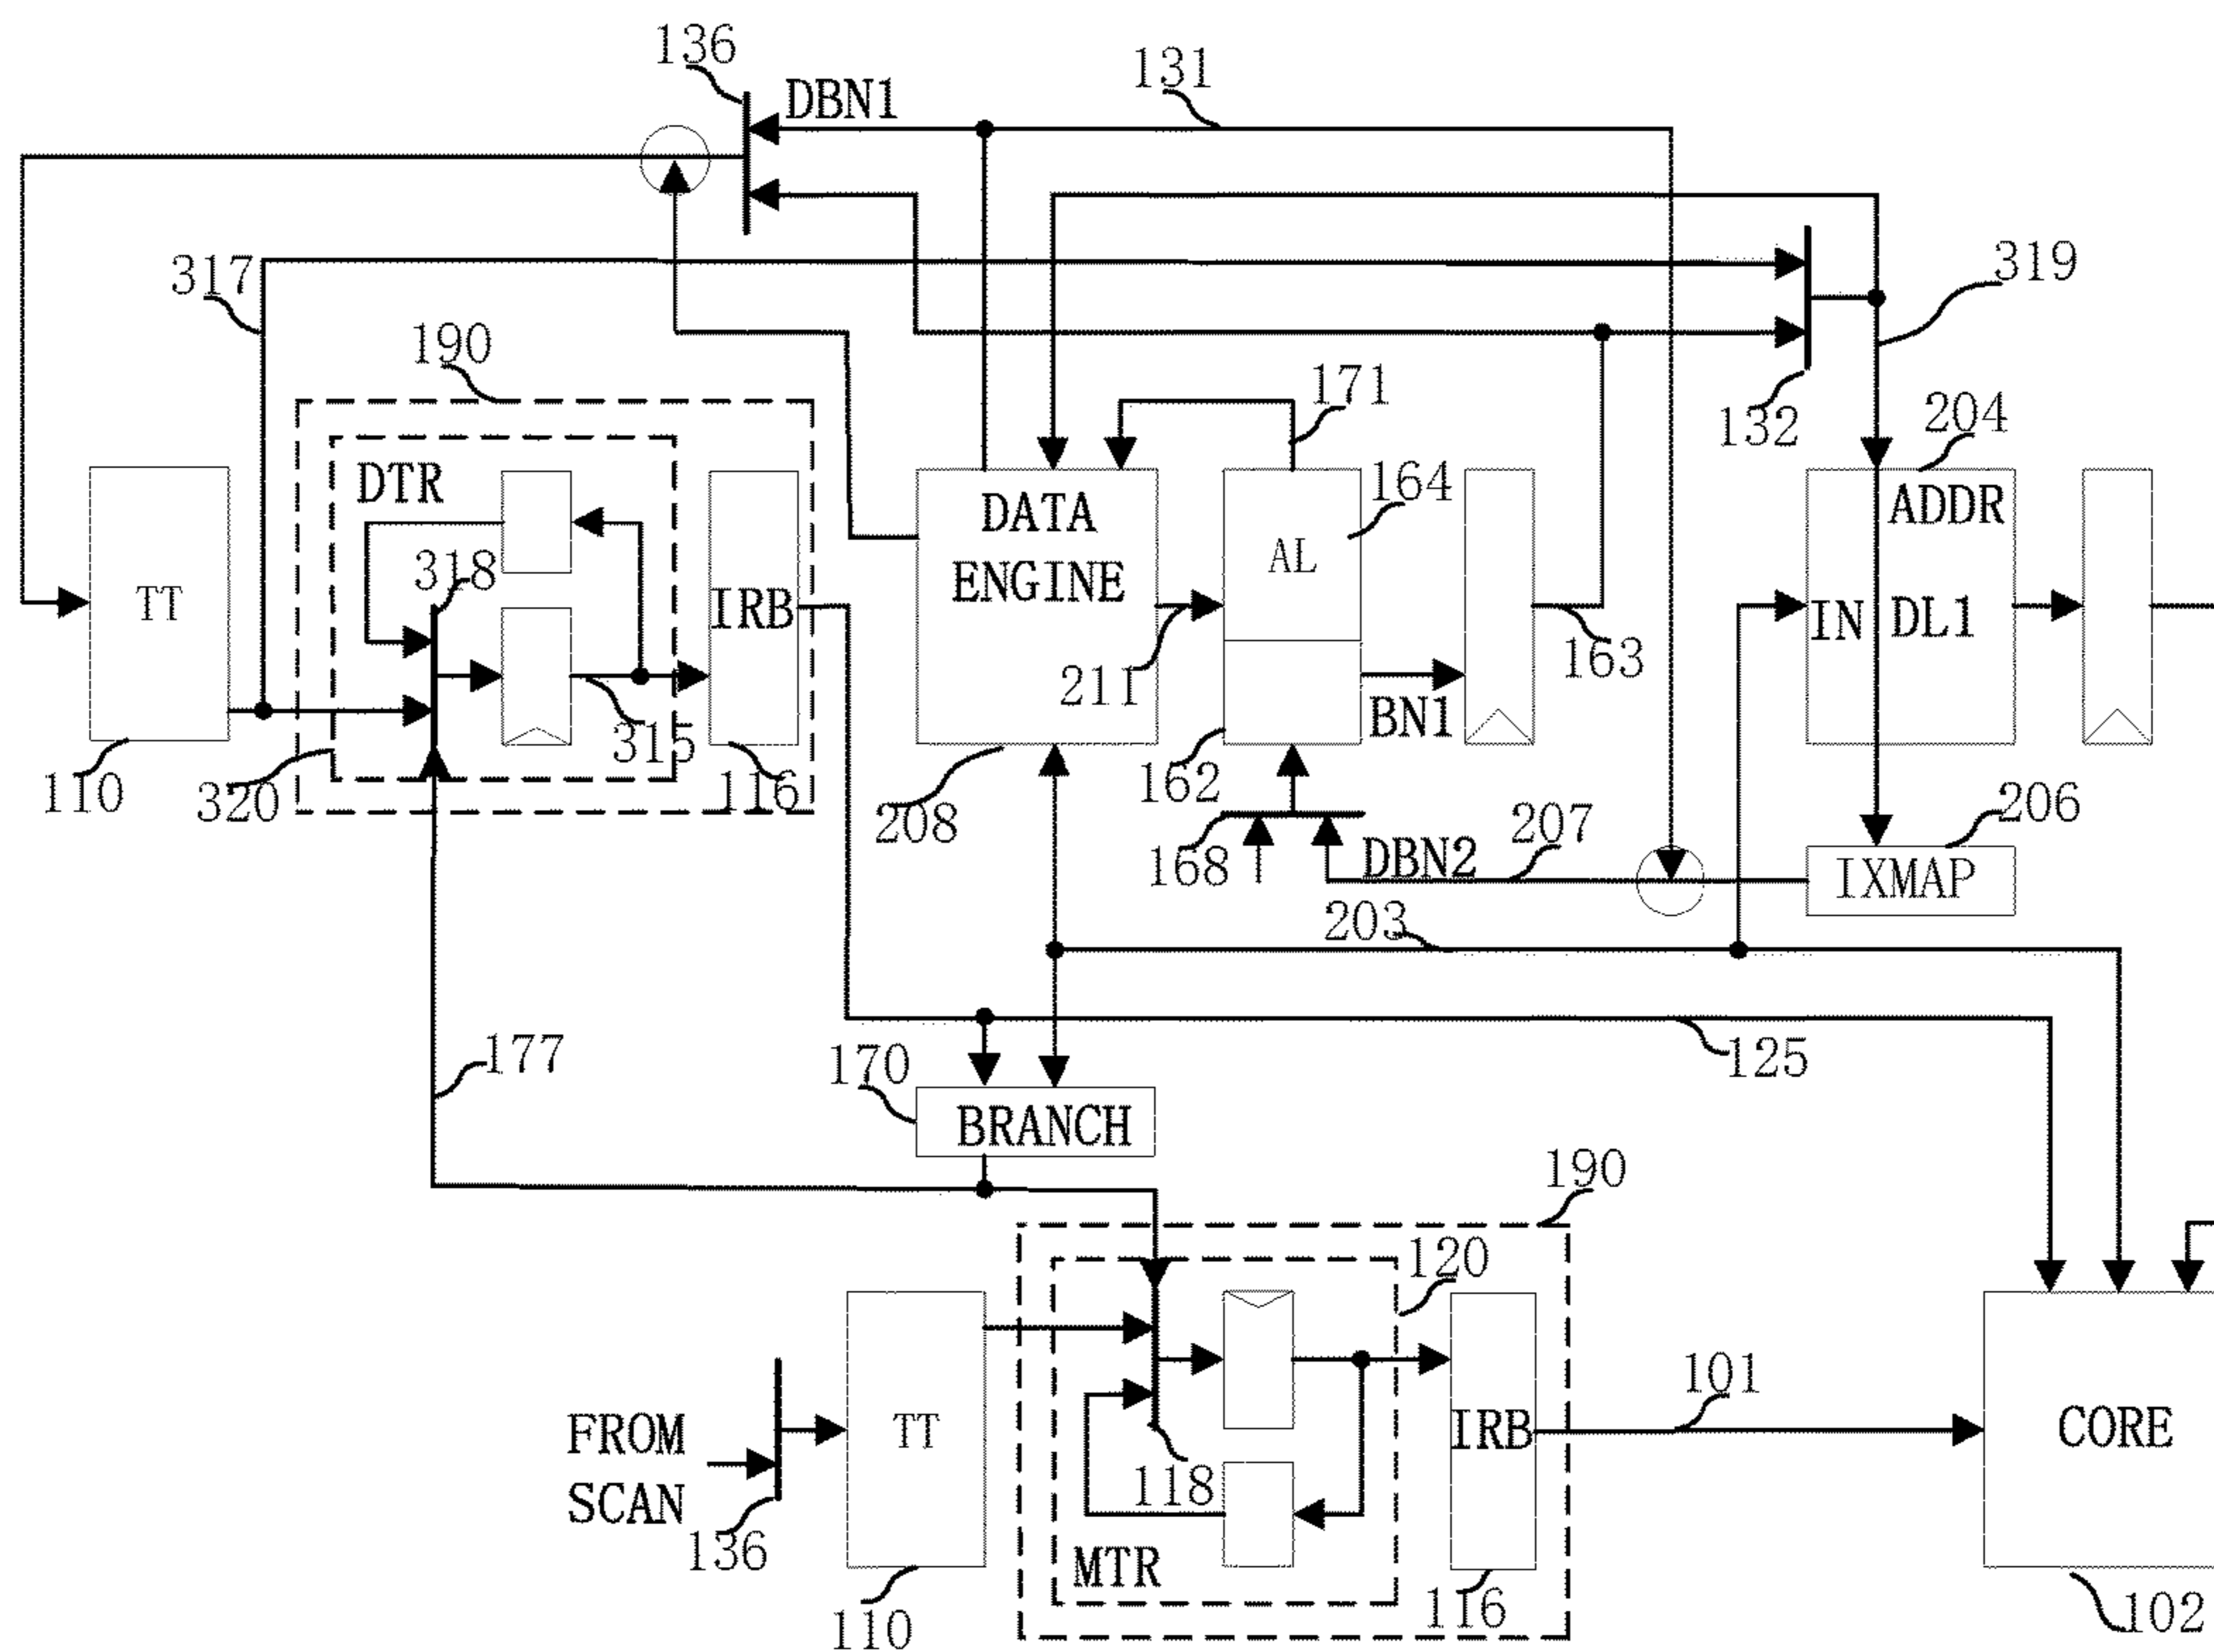 136
DBN1
131
317
319
190
171
132
204
DTR
164
DATA
ENGINE
ADDR
318
AL
TT
IRB
IN DL1
211
163
315
BN1
110
320
116
162
208
206
168
DBN2
207
IXMAP
203
177
170
125
BRANCH
190
120
101
FROM
SCAN
TT
IRB
CORE
118
136
MTR
116
110
102